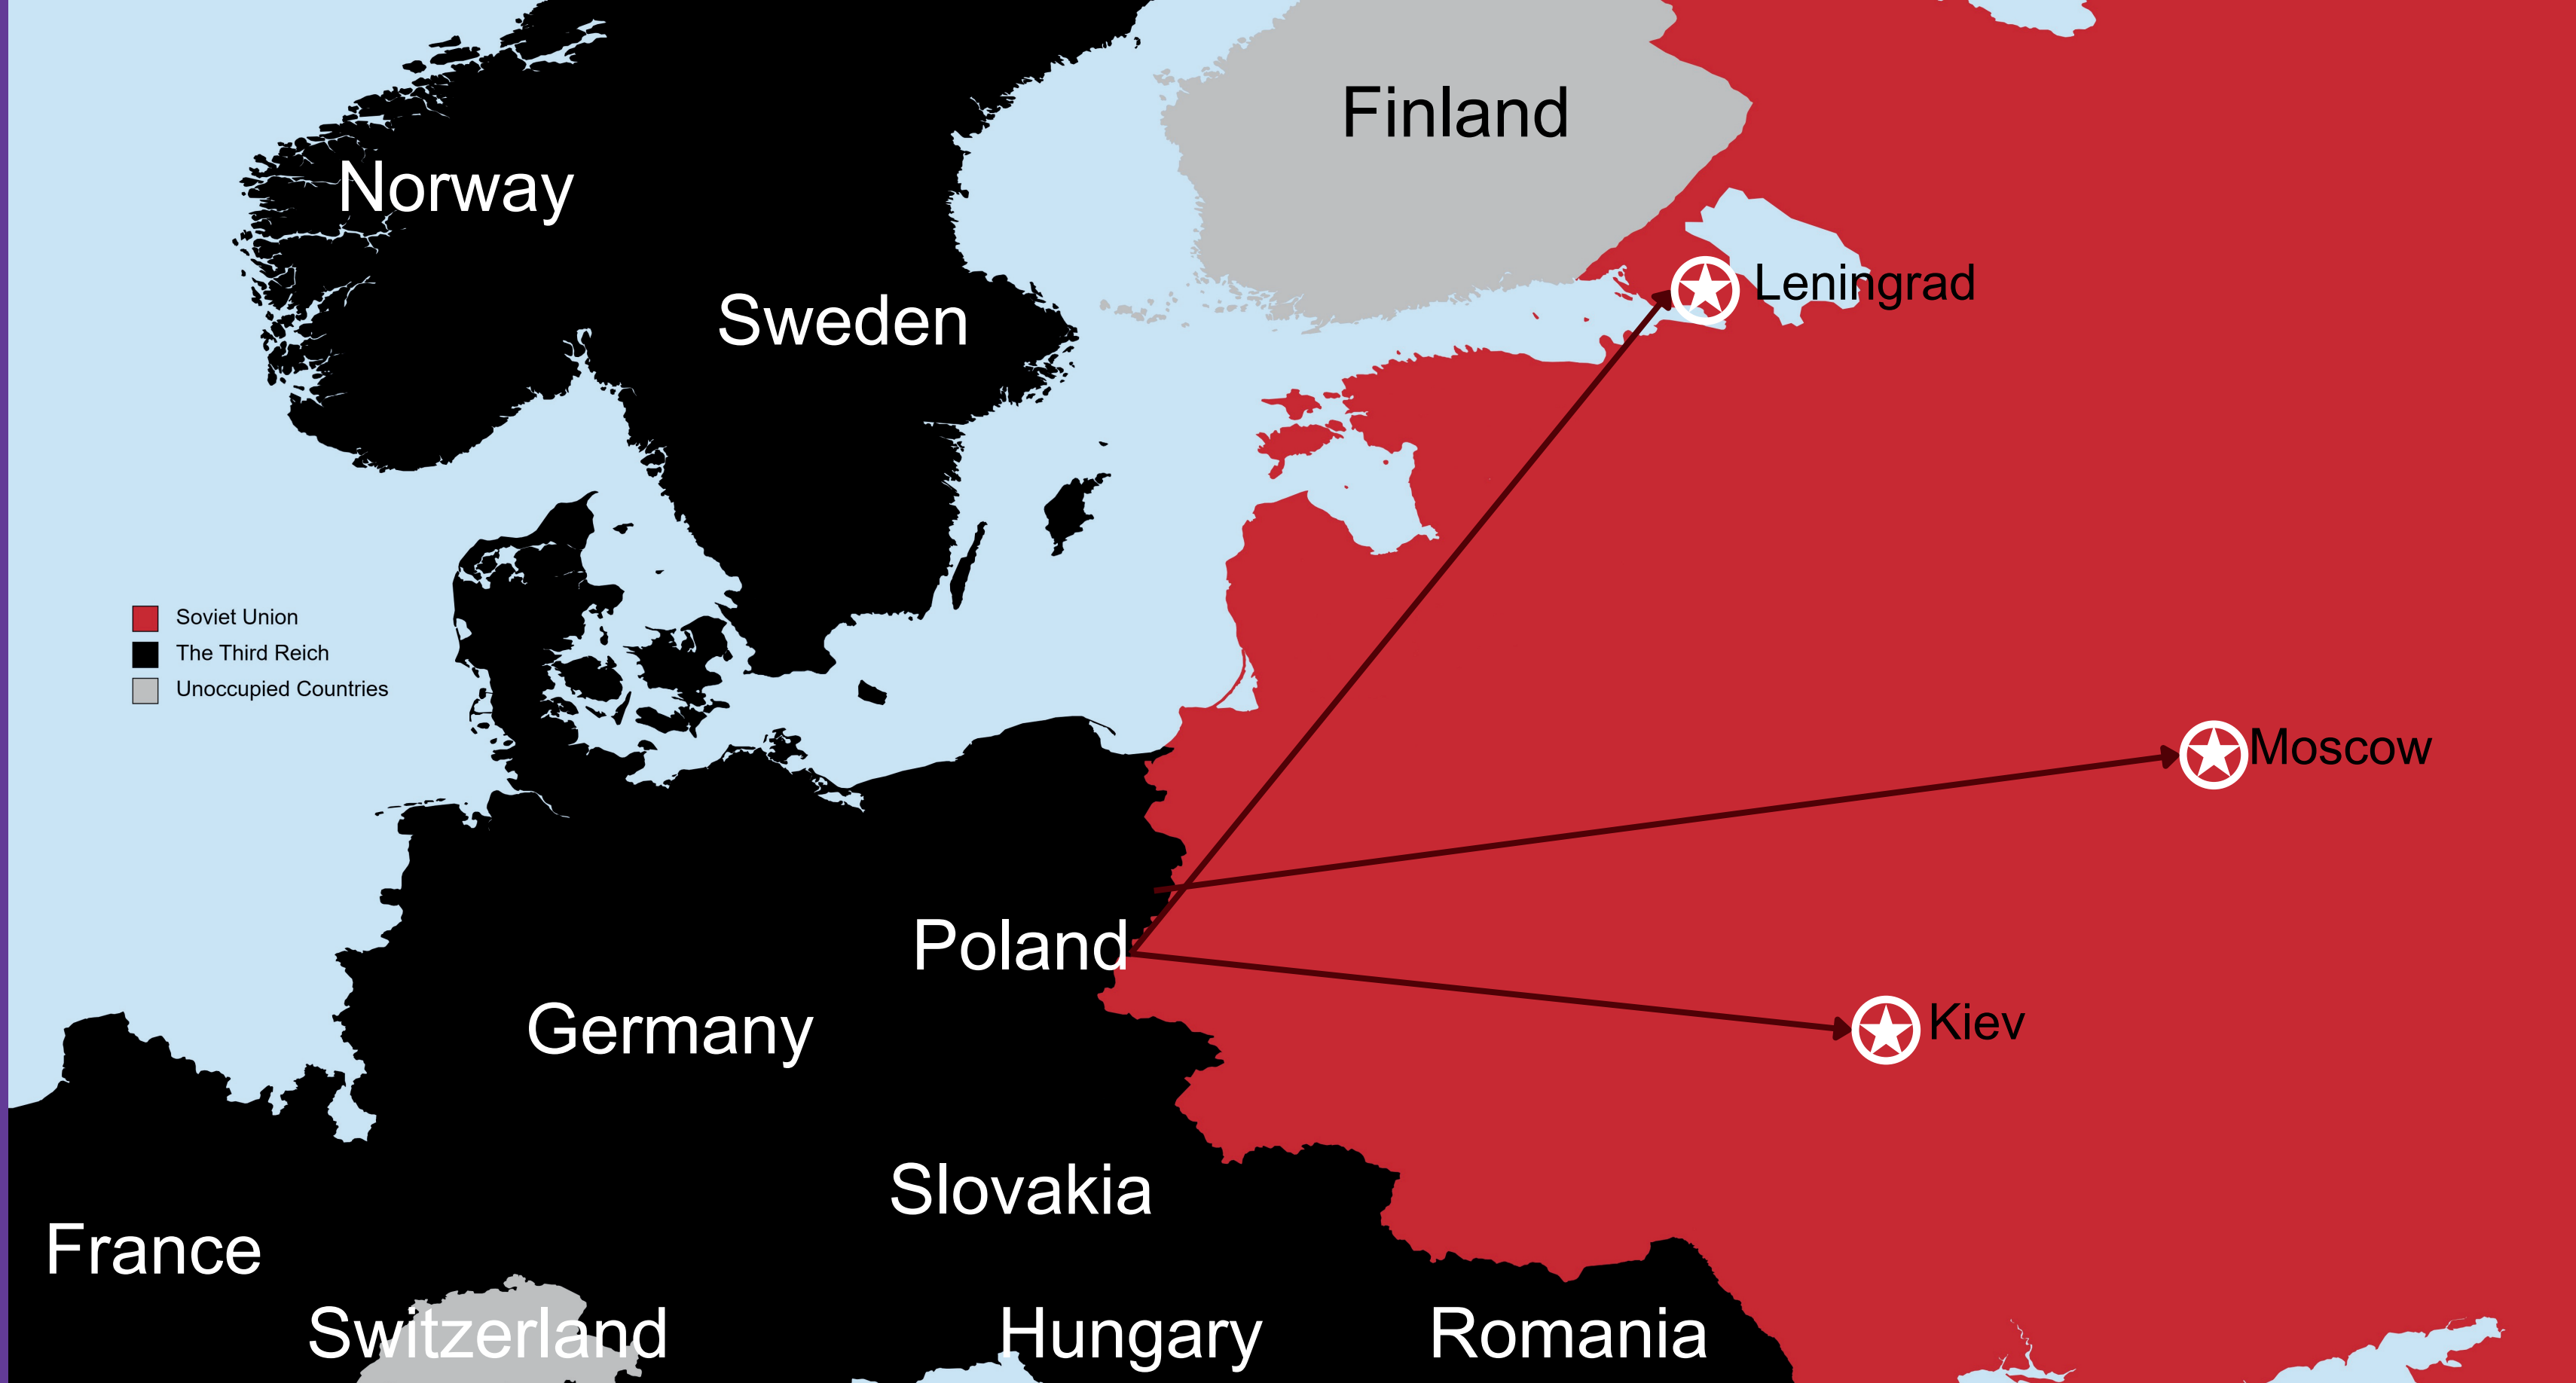 Finland
Norway
Leningrad
Sweden
Soviet Union
The Third Reich
Unoccupied Countries
Moscow
Poland
Germany
Kiev
Slovakia
France
Switzerland
Hungary
Romania